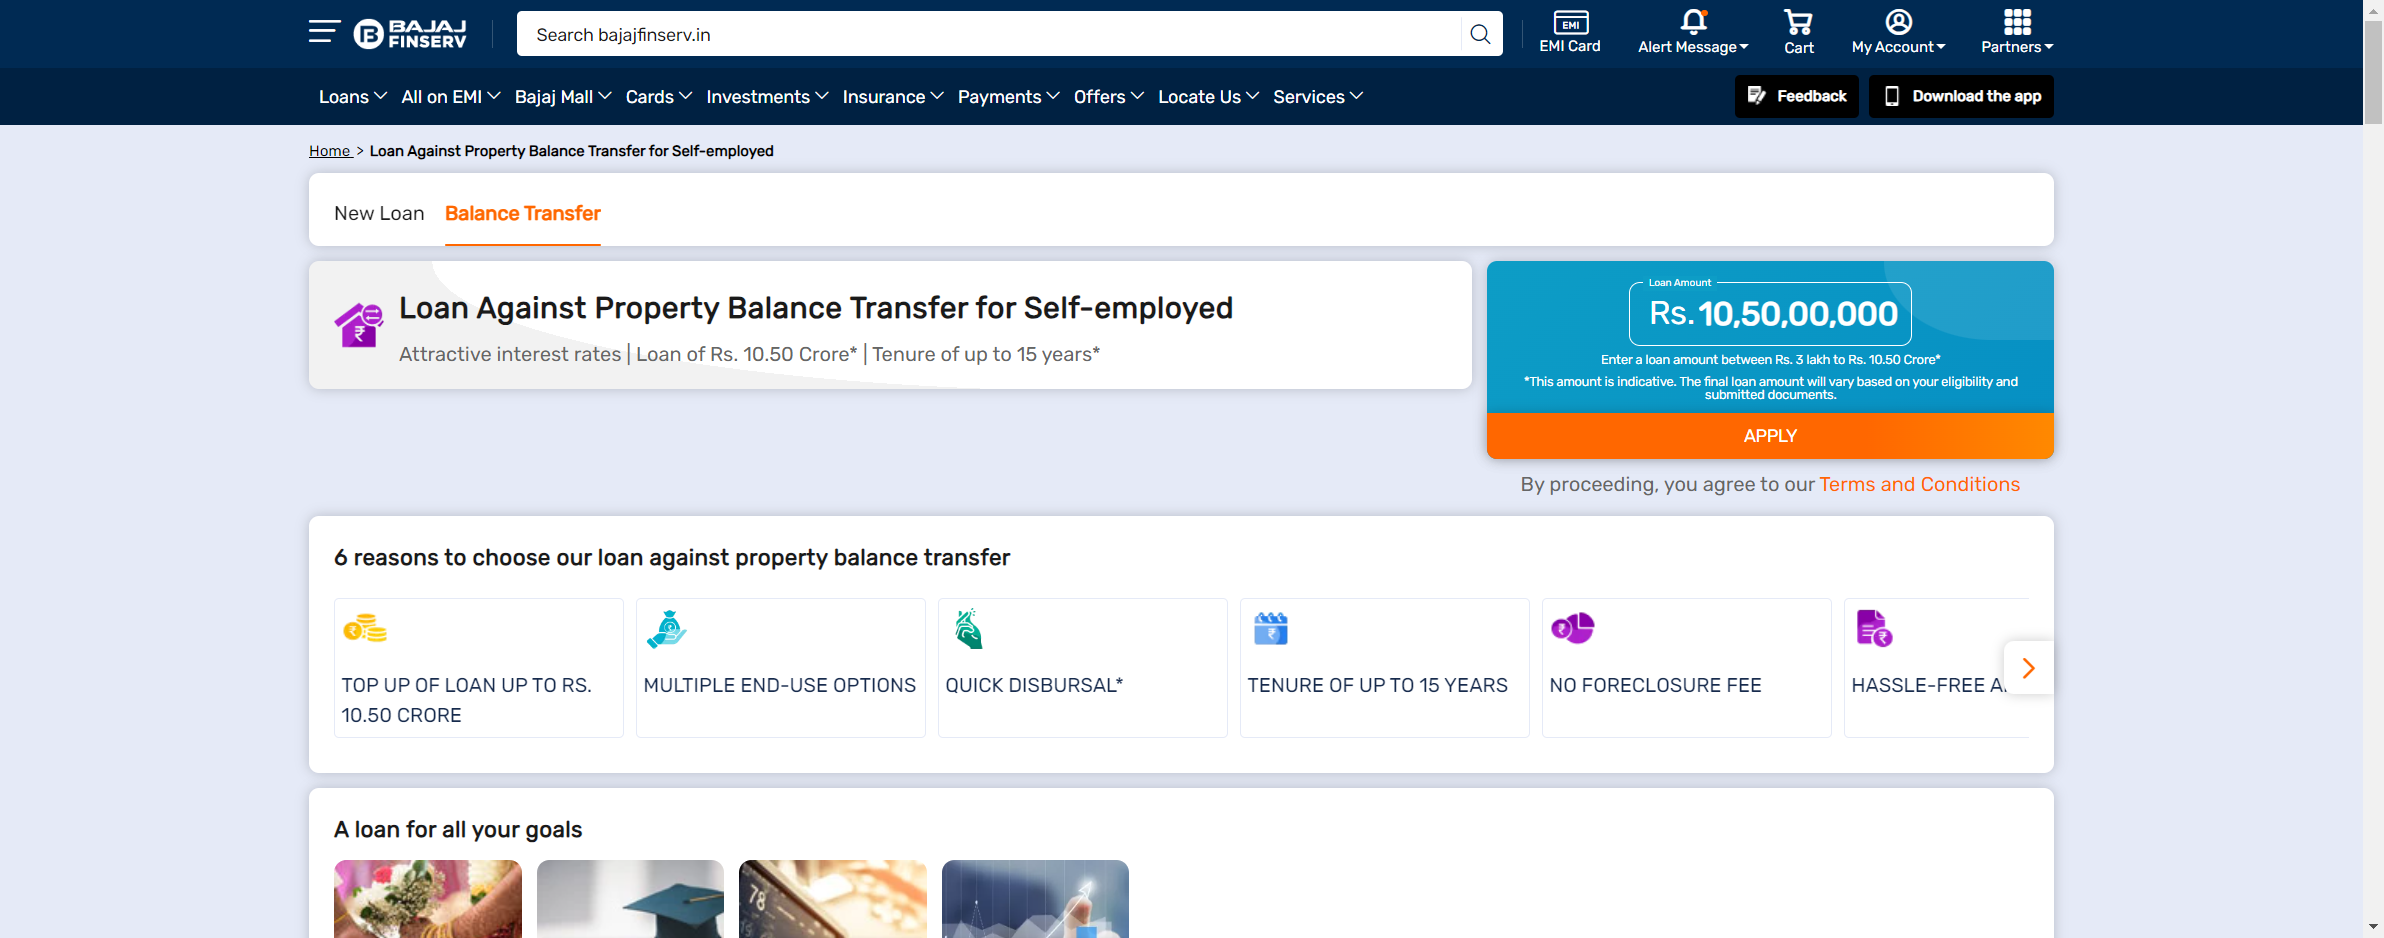 BAJAJ
FINSERV
Search bajajfinserv.in
EMI
EMI Card
Alert Message
Cart
My Account
Partners
Loans
All on EMI
Bajaj Mall
Cards
Investments
Insurance
Payments
Offers
Locate Us
Services
Feedback
Download the app
Home > Loan Against Property Balance Transfer for Self-employed
New Loan
Balance Transfer
Loan Against Property Balance Transfer for Self-employed
Attractive interest rates | Loan of Rs. 10.50 Crore* | Tenure of up to 15 years*
Loan Amount
Rs. 10,50,00,000
Enter a loan amount between Rs. 3 lakh to Rs. 10.50 Crore*
*This amount is indicative. The final loan amount will vary based on your eligibility and
submitted documents.
APPLY
By proceeding, you agree to our Terms and Conditions
6 reasons to choose our loan against property balance transfer
TOP UP OF LOAN UP TO RS.
10.50 CRORE
MULTIPLE END-USE OPTIONS
QUICK DISBURSAL*
TENURE OF UP TO 15 YEARS
NO FORECLOSURE FEE
HASSLE-FREE
A loan for all your goals
78